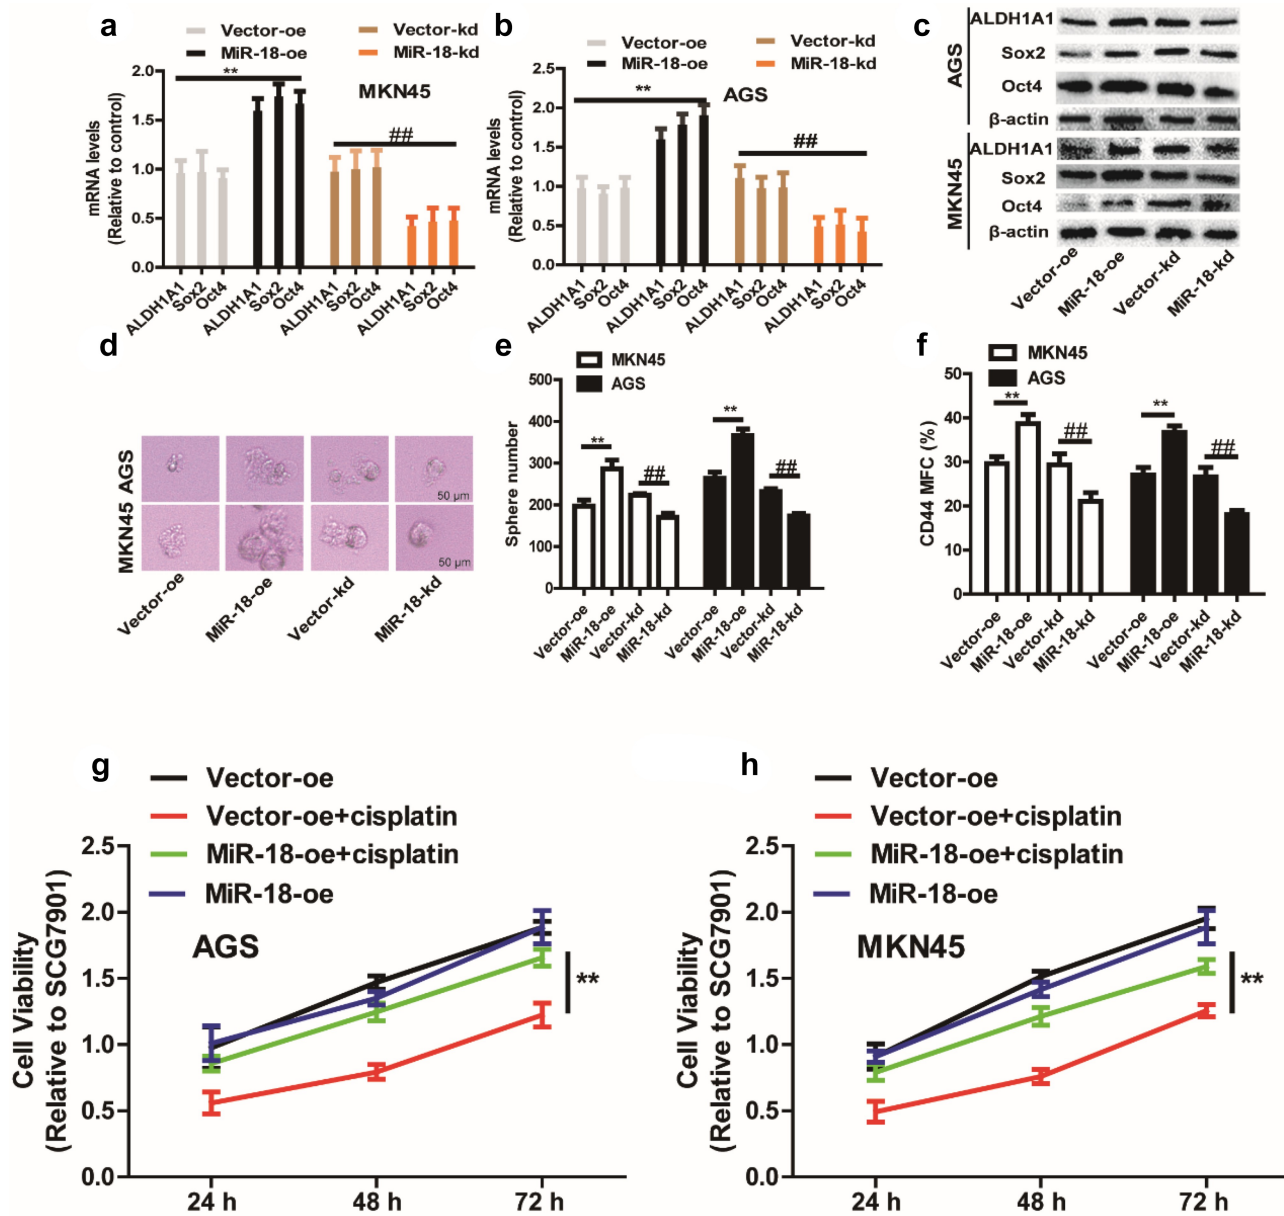 a
Vector-oe
MiR-18-oe
Vector-kd
MiR-18-kd
mRNA levels
(Relative to control)
2.0
1.5
1.0
0.5
0.0
**
MKN45
##
ALDH1A1
Sox2
Oct4
ALDH1A1
Sox2
Oct4
ALDH1A1
Sox2
Oct4
ALDH1A1
Sox2
Oct4
b
Vector-oe
MiR-18-oe
Vector-kd
MiR-18-kd
mRNA levels
(Relative to control)
2.5
2.0
1.5
1.0
0.5
0.0
**
AGS
##
ALDH1A1
Sox2
Oct4
ALDH1A1
Sox2
Oct4
ALDH1A1
Sox2
Oct4
ALDH1A1
Sox2
Oct4
c
AGS
ALDH1A1
Sox2
Oct4
β-actin
MKN45
ALDH1A1
Sox2
Oct4
β-actin
Vector-oe
MiR-18-oe
Vector-kd
MiR-18-kd
d
AGS
50 μm
MKN45
50 μm
Vector-oe
MiR-18-oe
Vector-kd
MiR-18-kd
e
MKN45
AGS
Sphere number
500
400
300
200
100
0
**
##
**
##
Vector-oe
MiR-18-oe
Vector-kd
MiR-18-kd
Vector-oe
MiR-18-oe
Vector-kd
MiR-18-kd
f
MKN45
AGS
CD44 MFC (%)
50
40
30
20
10
0
**
##
**
##
Vector-oe
MiR-18-oe
Vector-kd
MiR-18-kd
Vector-oe
MiR-18-oe
Vector-kd
MiR-18-kd
g
Vector-oe
Vector-oe+cisplatin
MiR-18-oe+cisplatin
MiR-18-oe
Cell Viability
(Relative to SCG7901)
2.5
2.0
1.5
1.0
0.5
0.0
AGS
**
24 h
48 h
72 h
h
Vector-oe
Vector-oe+cisplatin
MiR-18-oe+cisplatin
MiR-18-oe
Cell Viability
(Relative to SCG7901)
2.5
2.0
1.5
1.0
0.5
0.0
MKN45
**
24 h
48 h
72 h